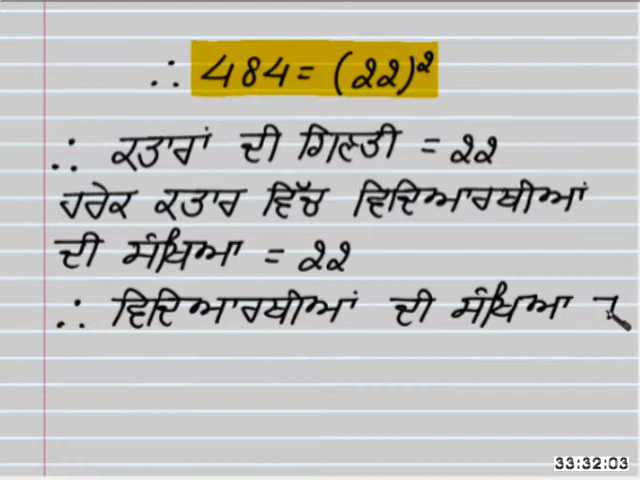 ∴ 484 = (22)²
∴ ਕਤਾਰਾਂ ਦੀ ਗਿਣਤੀ = 22
ਹਰੇਕ ਕਤਾਰ ਵਿੱਚ ਵਿਦਿਆਰਥੀਆਂ
ਦੀ ਸੰਖਿਆ = 22
∴ ਵਿਦਿਆਰਥੀਆਂ ਦੀ ਸੰਖਿਆ
33:32:03